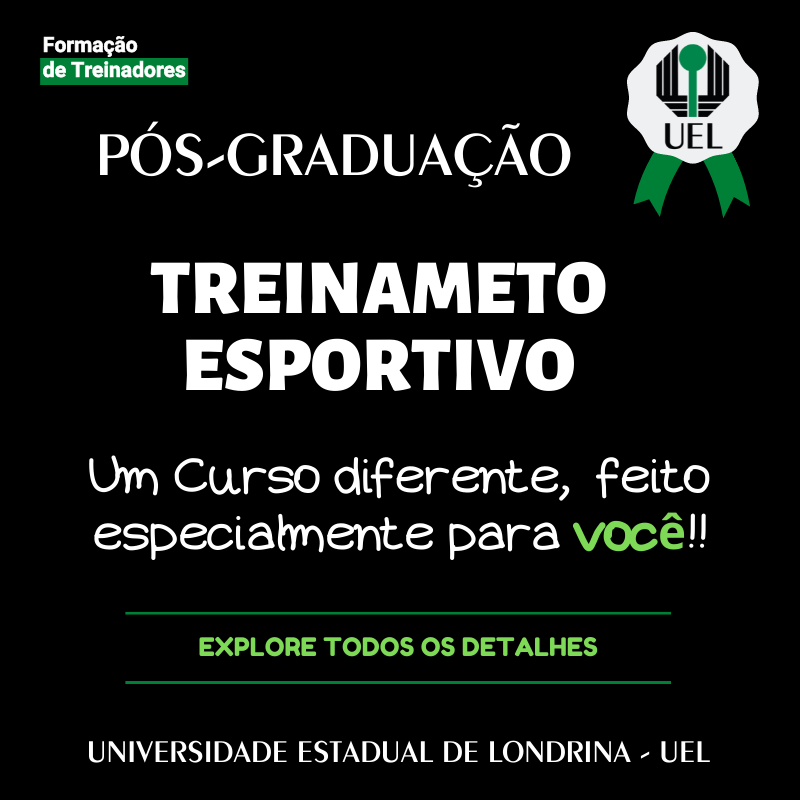 Formação
de Treinadores
UEL
PÓS-GRADUAÇÃO
TREINAMETO
ESPORTIVO
Um Curso diferente, feito
especialmente para você!!
EXPLORE TODOS OS DETALHES
UNIVERSIDADE ESTADUAL DE LONDRINA - UEL